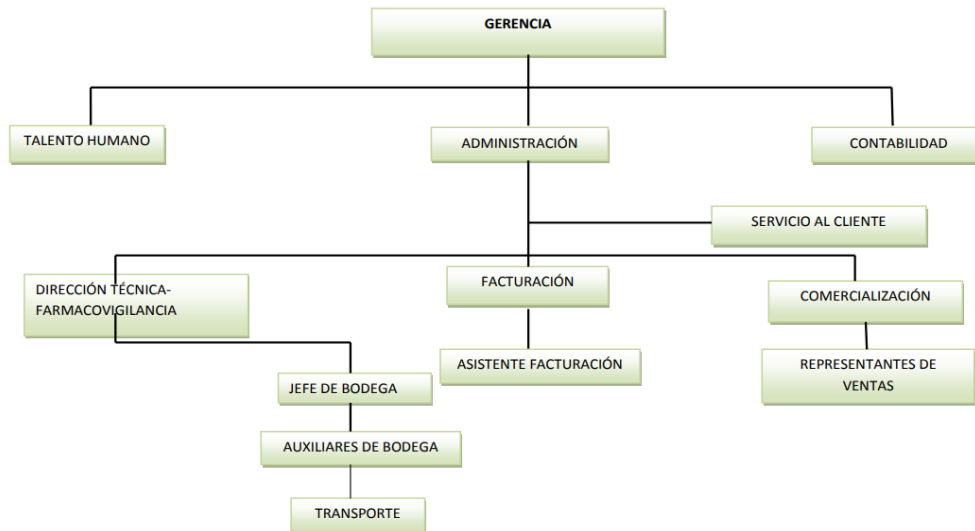 GERENCIA
TALENTO HUMANO
ADMINISTRACIÓN
CONTABILIDAD
SERVICIO AL CLIENTE
DIRECCIÓN TÉCNICA-
FARMACOVIGILANCIA
FACTURACIÓN
COMERCIALIZACIÓN
ASISTENTE FACTURACIÓN
REPRESENTANTES DE
VENTAS
JEFE DE BODEGA
AUXILIARES DE BODEGA
TRANSPORTE